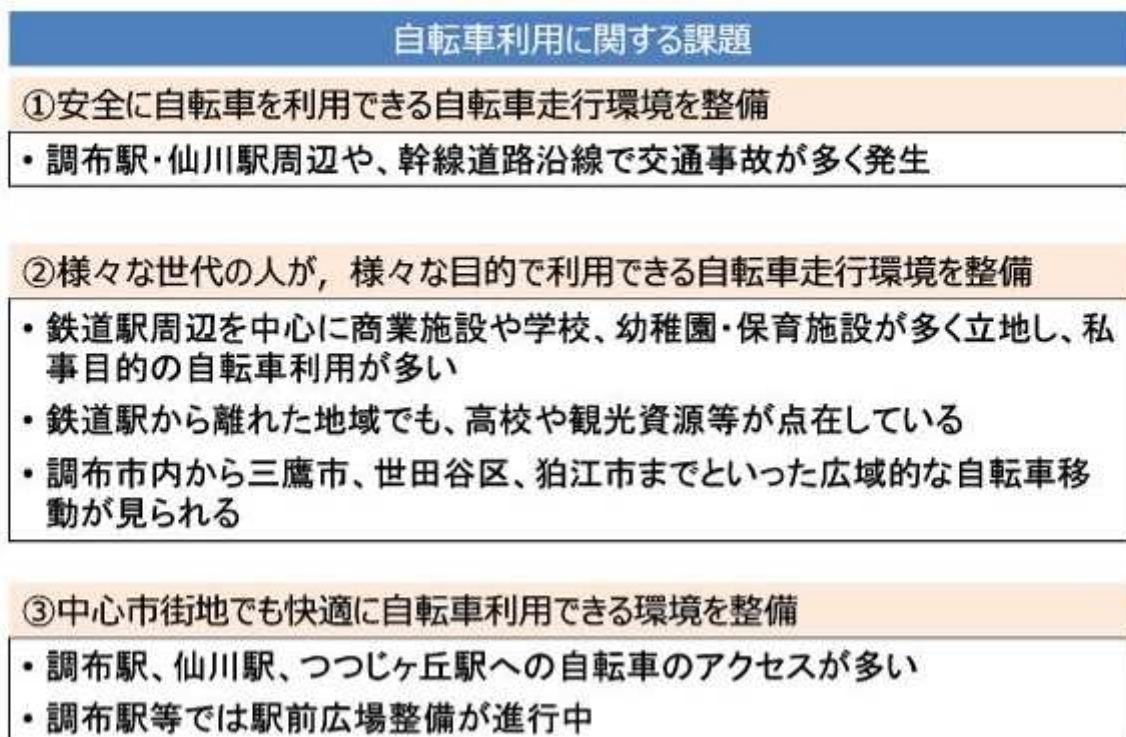 自転車利用に関する課題
①安全に自転車を利用できる自転車走行環境を整備
・調布駅・仙川駅周辺や、幹線道路沿線で交通事故が多く発生
②様々な世代の人が，様々な目的で利用できる自転車走行環境を整備
・鉄道駅周辺を中心に商業施設や学校、幼稚園・保育施設が多く立地し、私
事目的の自転車利用が多い
・鉄道駅から離れた地域でも、高校や観光資源等が点在している
・調布市内から三鷹市、世田谷区、狛江市までといった広域的な自転車移
動が見られる
③中心市街地でも快適に自転車利用できる環境を整備
・調布駅、仙川駅、つつじヶ丘駅への自転車のアクセスが多い
・調布駅等では駅前広場整備が進行中